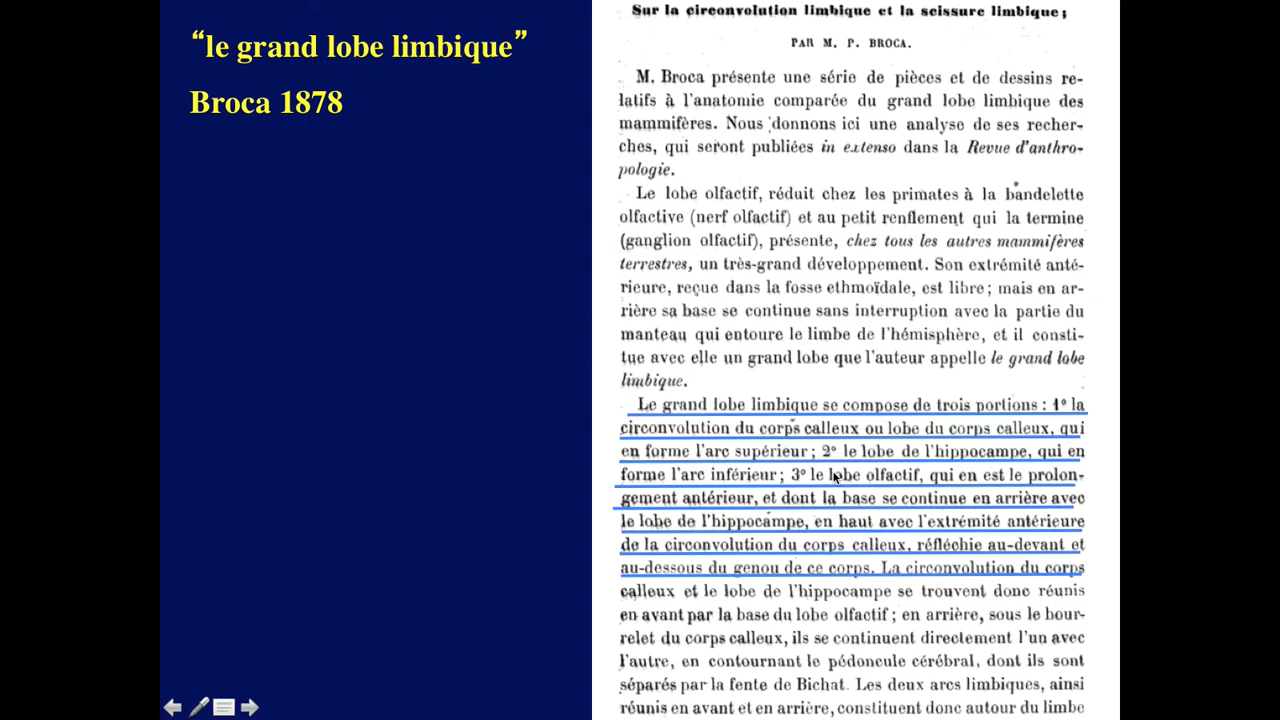 “le grand lobe limbique”
Broca 1878
Sur la circonvolution limbique et la scissure limbique;
PAR M. P. BROCA.
M. Broca présente une série de pièces et de dessins re-
latifs à l'anatomie comparée du grand lobe limbique des
mammifères. Nous donnons ici une analyse de ses recher-
ches, qui seront publiées in extenso dans la Revue d'anthro-
pologie.
Le lobe olfactif, réduit chez les primates à la bandelette
olfactive (nerf olfactif) et au petit renflement qui la termine
(ganglion olfactif), présente, chez tous les autres mammifères
terrestres, un très-grand développement. Son extrémité anté-
rieure, reçue dans la fosse ethmoïdale, est libre; mais en ar-
rière sa base se continue sans interruption avec la partie du
manteau qui entoure le limbe de l'hémisphère, et il consti-
tue avec elle un grand lobe que l'auteur appelle le grand lobe
limbique.
Le grand lobe limbique se compose de trois portions : 1° la
circonvolution du corps calleux ou lobe du corps calleux, qui
en forme l'arc supérieur; 2° le lobe de l'hippocampe, qui en
forme l'arc inférieur; 3° le lobe olfactif, qui en est le prolon-
gement antérieur, et dont la base se continue en arrière avec
le lobe de l'hippocampe, en haut avec l'extrémité antérieure
de la circonvolution du corps calleux, réfléchie au-devant et
au-dessous du genou de ce corps. La circonvolution du corps
calleux et le lobe de l'hippocampe se trouvent donc réunis
en avant par la base du lobe olfactif; en arrière, sous le bour-
relet du corps calleux, ils se continuent directement l'un avec
l'autre, en contournant le pédoncule cérébral, dont ils sont
séparés par la fente de Bichat. Les deux arcs limbiques, ainsi
réunis en avant et en arrière, constituent donc autour du limbe